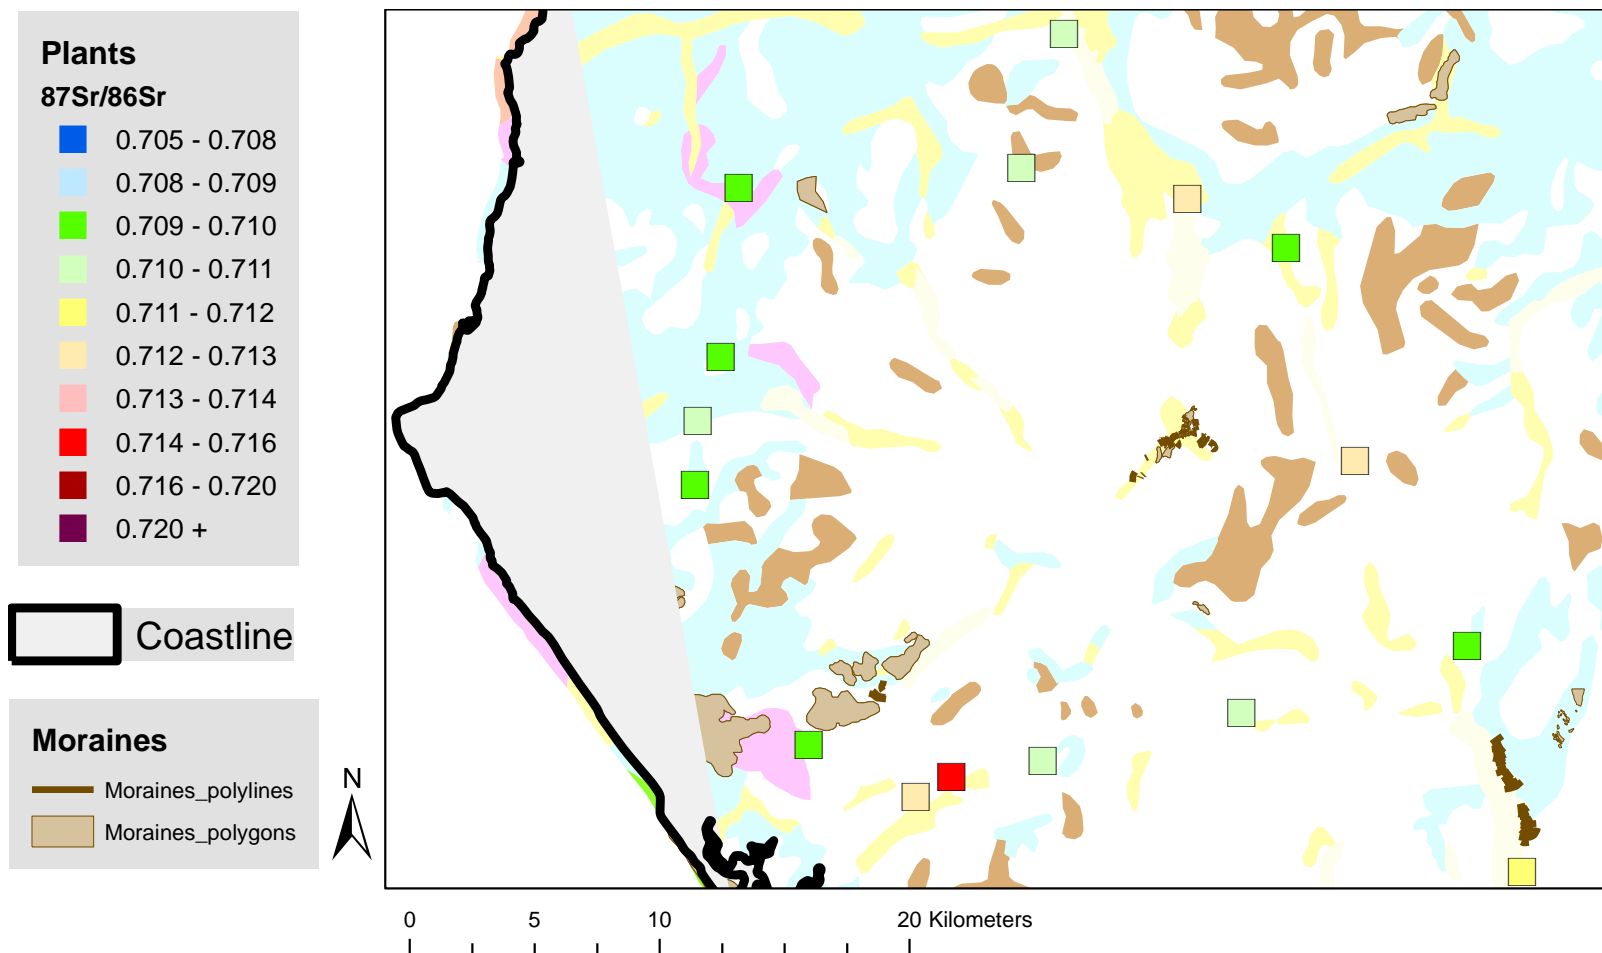 Plants
87Sr/86Sr
0.705 - 0.708
0.708 - 0.709
0.709 - 0.710
0.710 - 0.711
0.711 - 0.712
0.712 - 0.713
0.713 - 0.714
0.714 - 0.716
0.716 - 0.720
0.720 +
Coastline
Moraines
Moraines_polylines
Moraines_polygons
N
0 5 10 20 Kilometers